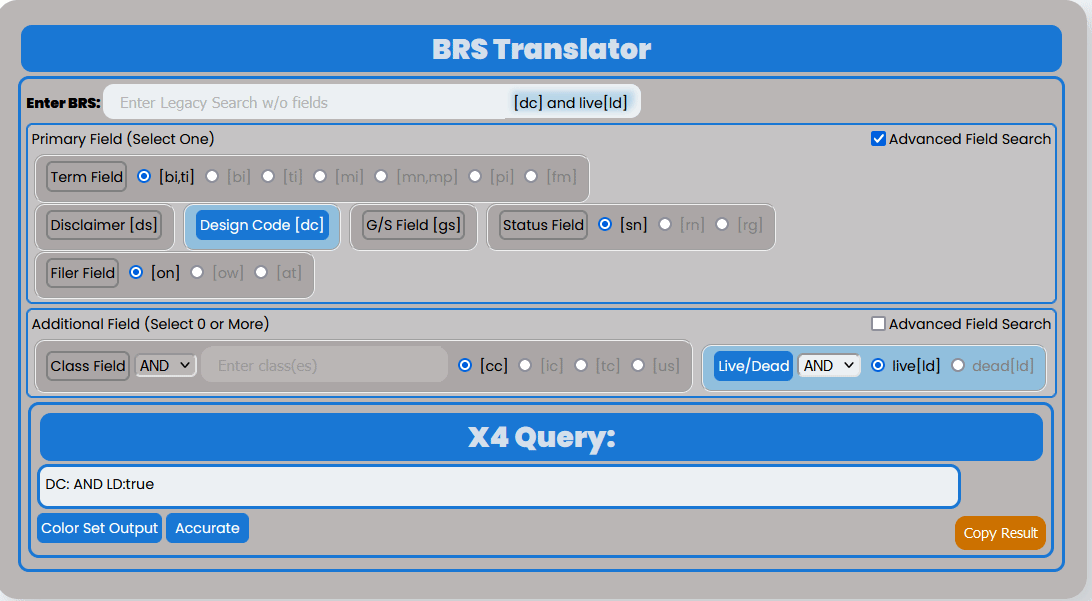 BRS Translator
Enter BRS: Enter Legacy Search w/o fields [dc] and live[ld]
Primary Field (Select One) Advanced Field Search
Term Field [bi,ti] [bi] [ti] [mi] [mn,mp] [pi] [fm]
Disclaimer [ds] Design Code [dc] G/S Field [gs] Status Field [sn] [rn] [rg]
Filer Field [on] [ow] [at]
Additional Field (Select 0 or More) Advanced Field Search
Class Field AND Enter class(es) [cc] [ic] [tc] [us] Live/Dead AND live[ld] dead[ld]
X4 Query:
DC: AND LD:true
Color Set Output Accurate
Copy Result